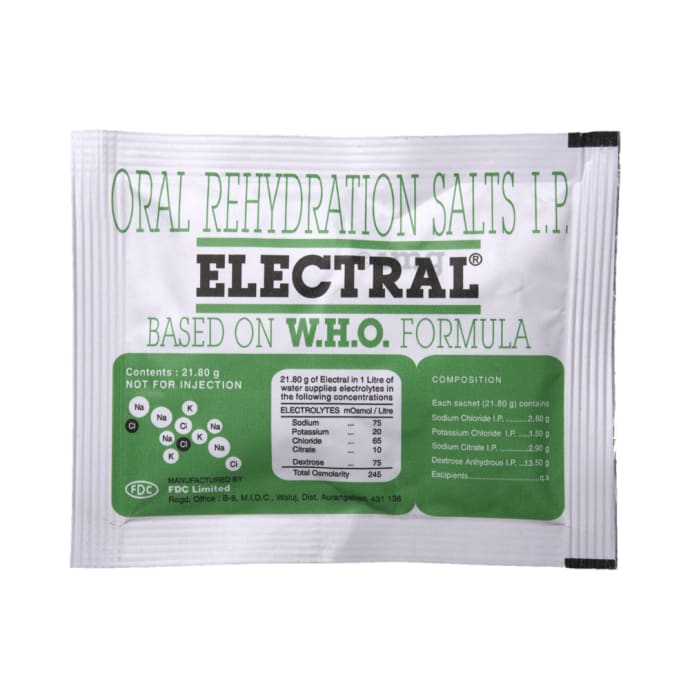 ORAL REHYDRATION SALTS I.P.
ELECTRAL®
BASED ON W.H.O. FORMULA
Contents : 21.80 g
NOT FOR INJECTION
Na K
Na Na
Cl Cl K
Cl Na
K Cl
MANUFACTURED BY
FDC FDC Limited
Regd. Office : B-8, M.I.D.C., Waluj, Dist. Aurangabad, 431 136
21.80 g of Electral in 1 Litre of
water supplies electrolytes in
the following concentrations
ELECTROLYTES mOsmol / Litre
Sodium ... 75
Potassium ... 20
Chloride ... 65
Citrate ... 10
Dextrose ... 75
Total Osmolarity 245
COMPOSITION
Each sachet (21.80 g) contains
Sodium Chloride I.P. ........2.60 g
Potassium Chloride I.P. .....1.50 g
Sodium Citrate I.P. ..........2.90 g
Dextrose Anhydrous I.P. ...13.50 g
Excipients........................q.s